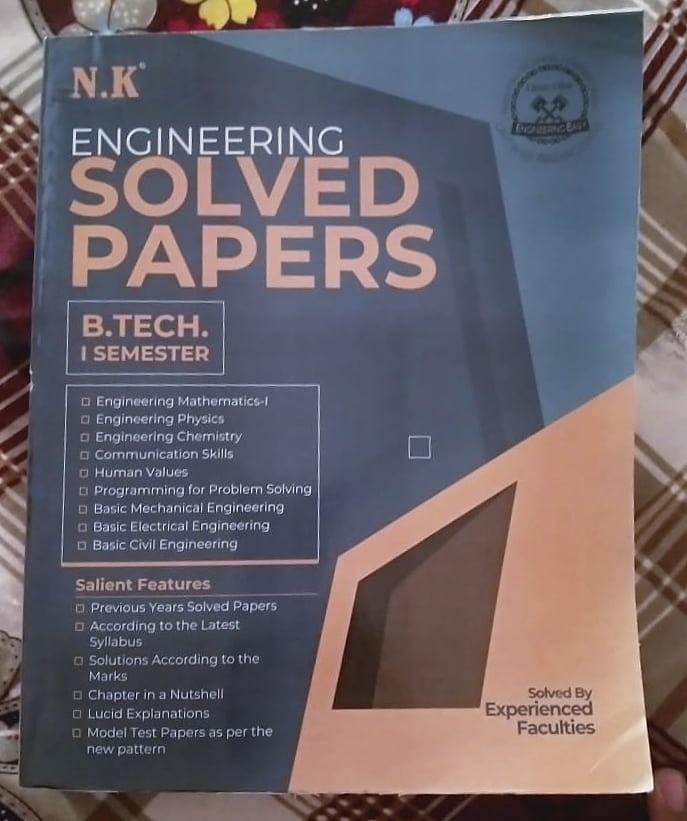 N.K
ENGINEERING EASY
ENGINEERING
SOLVED
PAPERS
B.TECH.
I SEMESTER
Engineering Mathematics-I
Engineering Physics
Engineering Chemistry
Communication Skills
Human Values
Programming for Problem Solving
Basic Mechanical Engineering
Basic Electrical Engineering
Basic Civil Engineering
Salient Features
Previous Years Solved Papers
According to the Latest
Syllabus
Solutions According to the
Marks
Chapter in a Nutshell
Lucid Explanations
Model Test Papers as per the
new pattern
Solved By
Experienced
Faculties